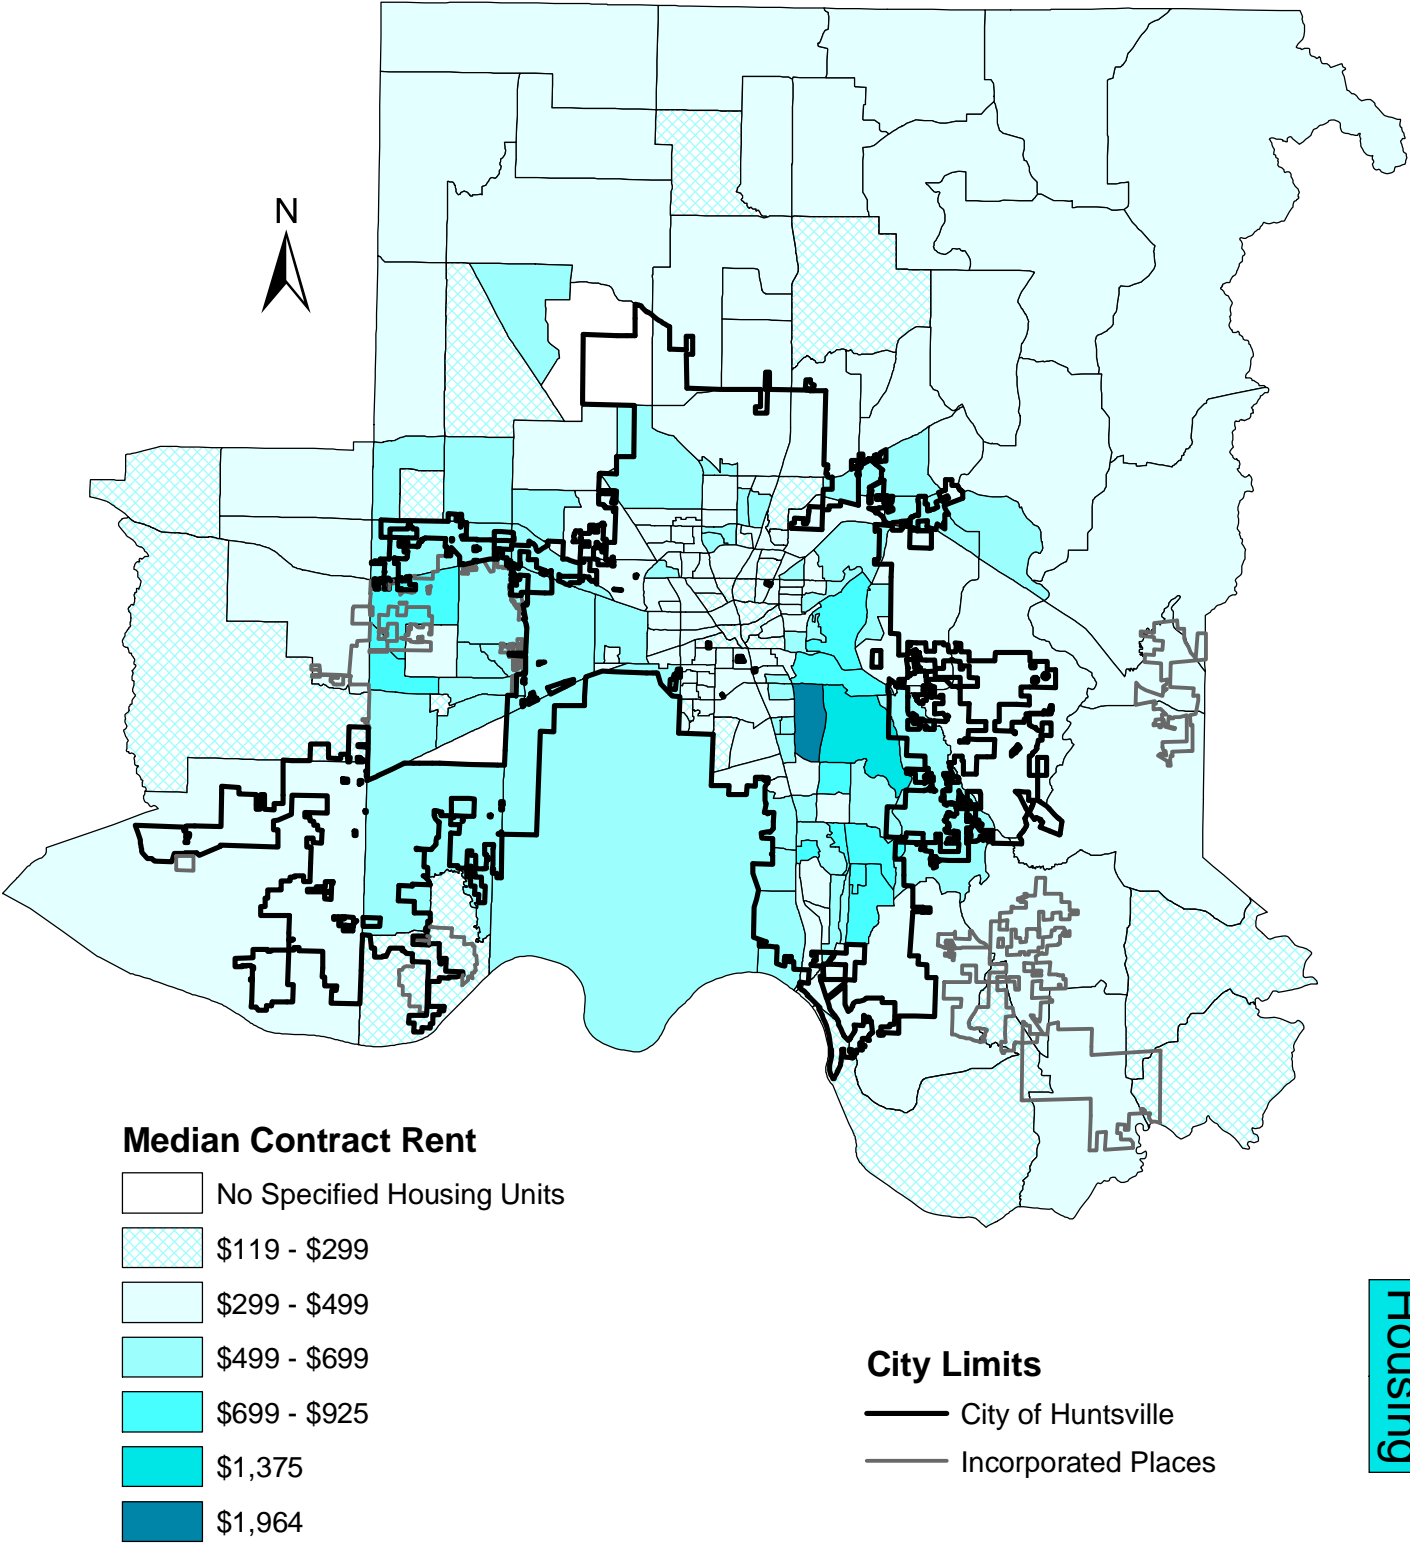 N
Median Contract Rent
No Specified Housing Units
$119 - $299
$299 - $499
$499 - $699
$699 - $925
$1,375
$1,964
City Limits
City of Huntsville
Incorporated Places
Housing